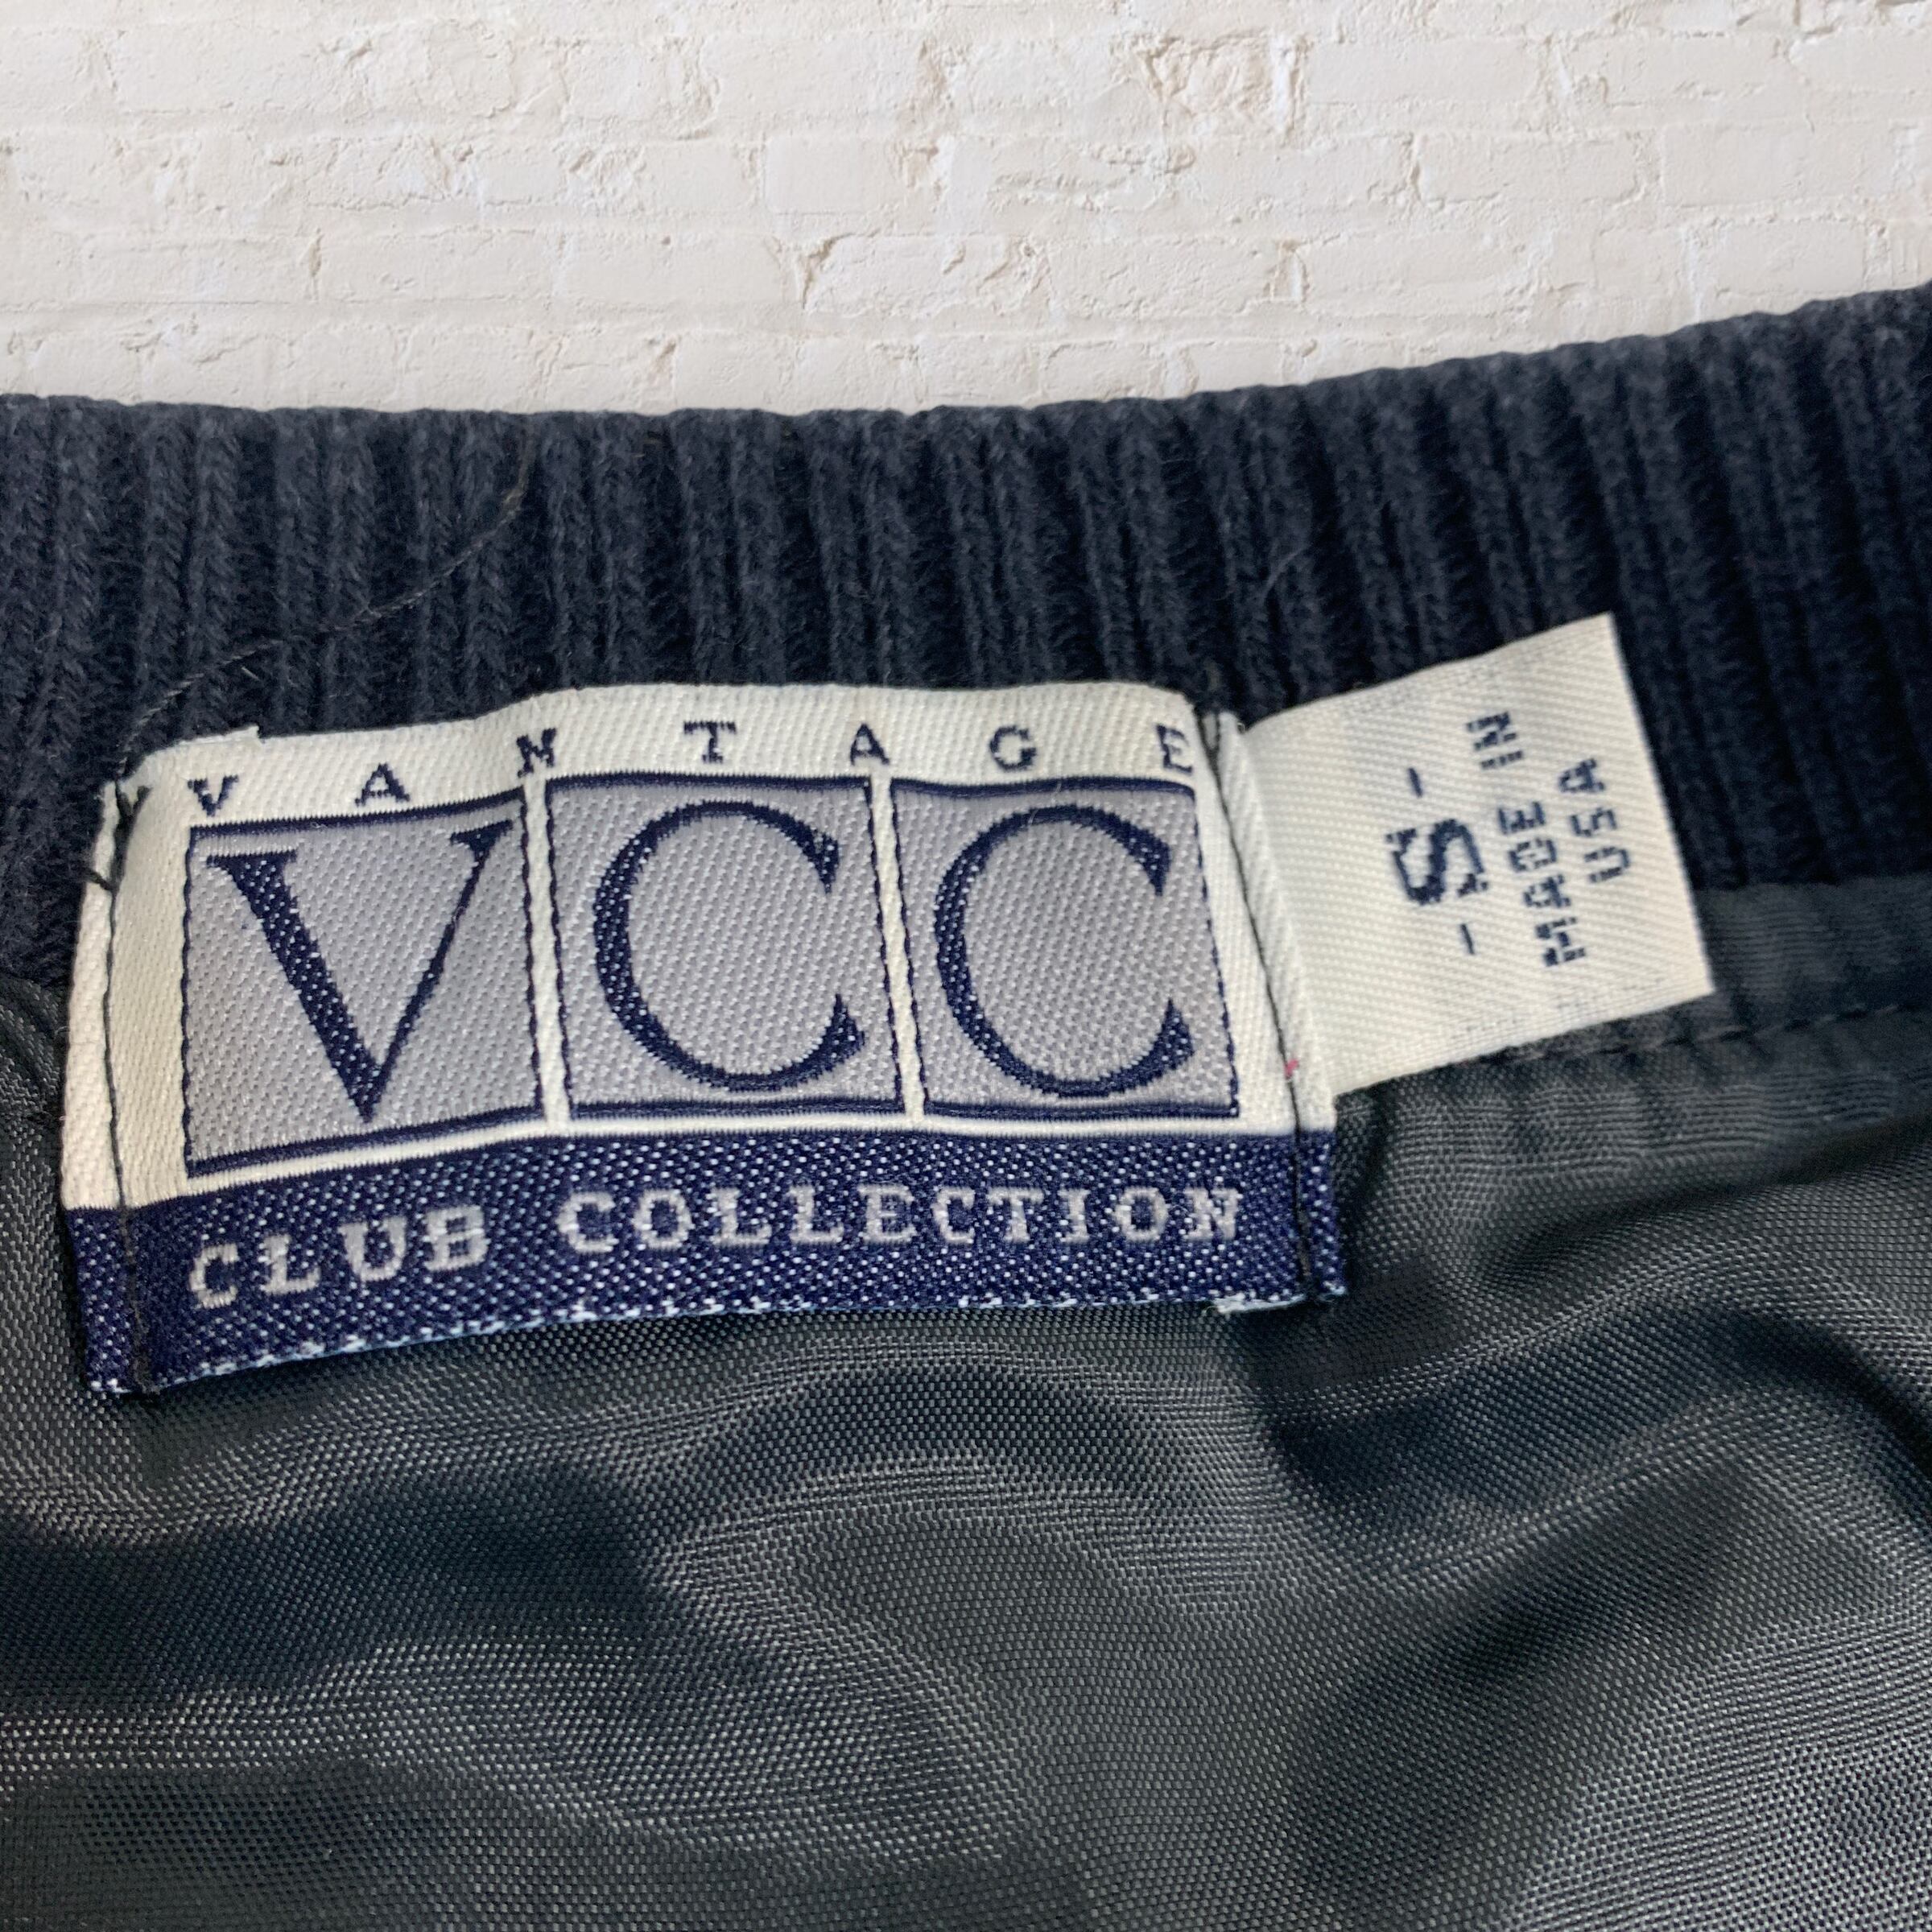 VANTAGE
VCC
CLUB COLLECTION
-S-
MADE IN
USA